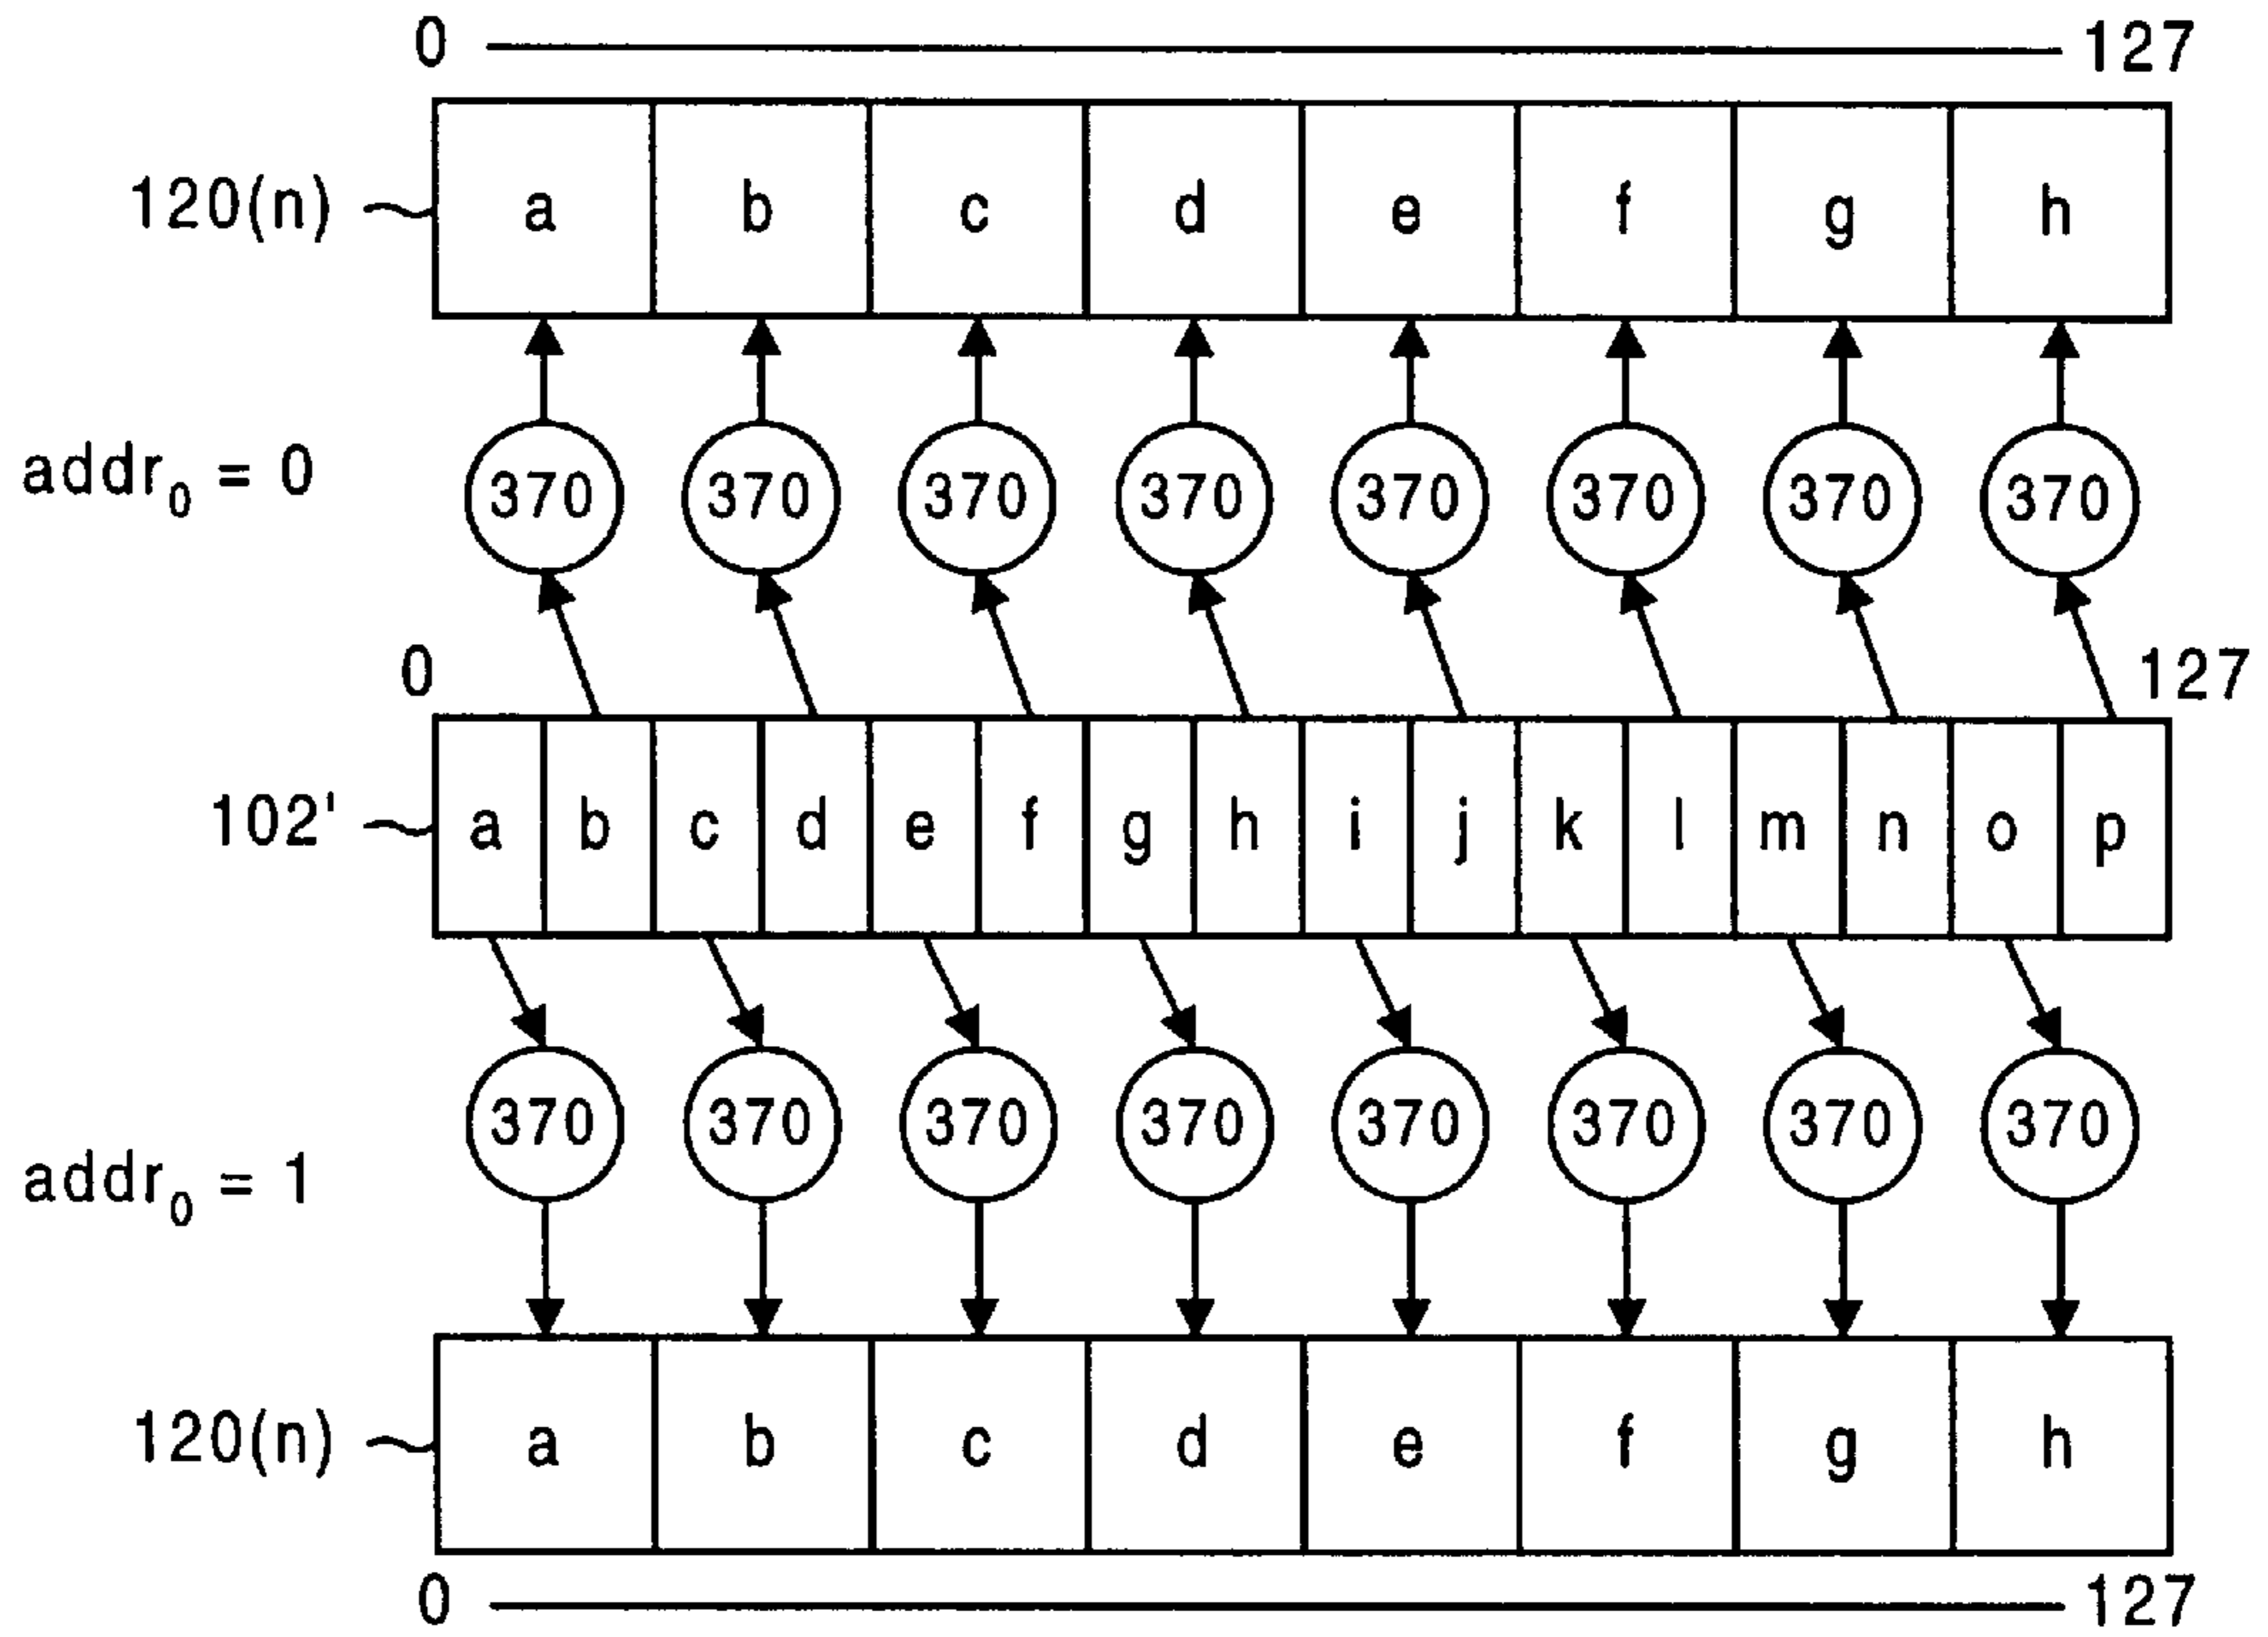 0 127
120(n) a b c d e f g h
addr₀ = 0 370 370 370 370 370 370 370 370
0 127
102' a b c d e f g h i j k l m n o p
addr₀ = 1 370 370 370 370 370 370 370 370
120(n) a b c d e f g h
0 127